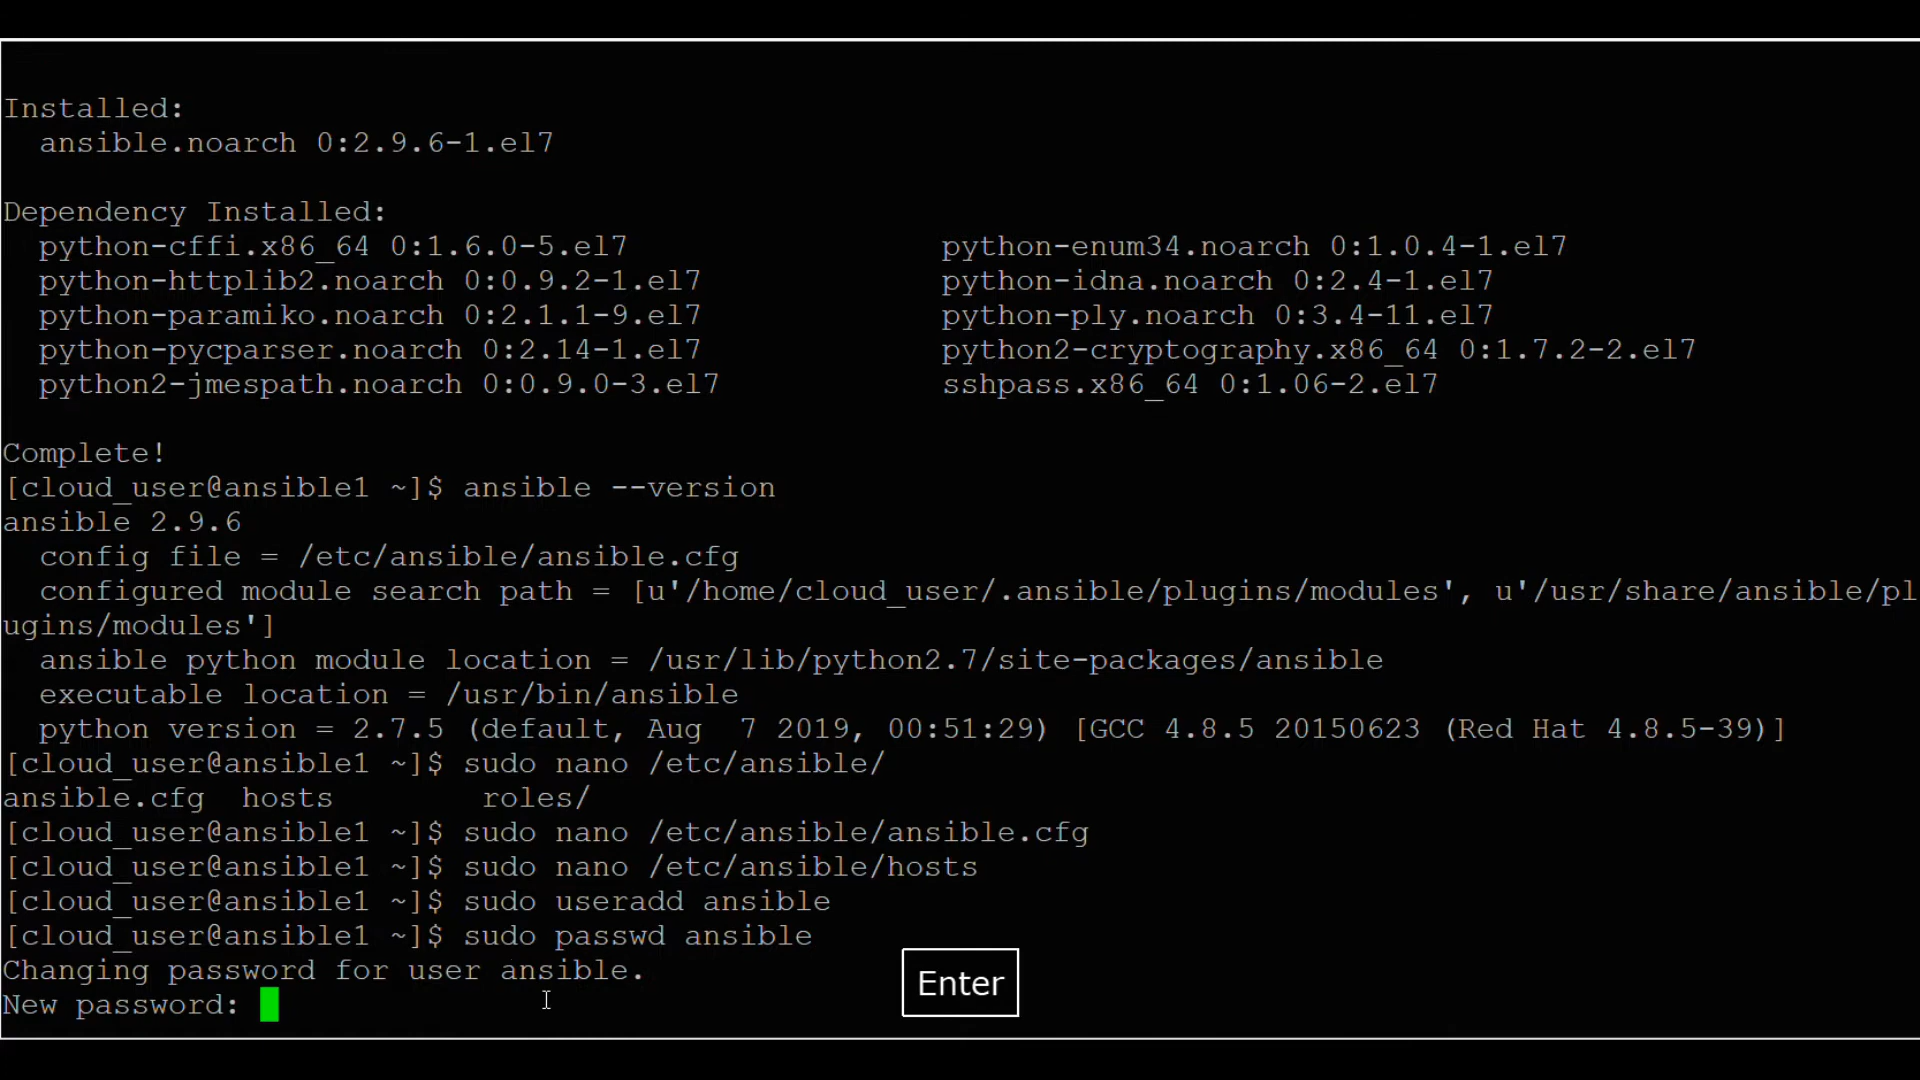 Installed:
  ansible.noarch 0:2.9.6-1.el7
Dependency Installed:
  python-cffi.x86_64 0:1.6.0-5.el7            python-enum34.noarch 0:1.0.4-1.el7
  python-httplib2.noarch 0:0.9.2-1.el7        python-idna.noarch 0:2.4-1.el7
  python-paramiko.noarch 0:2.1.1-9.el7        python-ply.noarch 0:3.4-11.el7
  python-pycparser.noarch 0:2.14-1.el7        python2-cryptography.x86_64 0:1.7.2-2.el7
  python2-jmespath.noarch 0:0.9.0-3.el7       sshpass.x86_64 0:1.06-2.el7
Complete!
[cloud_user@ansible1 ~]$ ansible --version
ansible 2.9.6
  config file = /etc/ansible/ansible.cfg
  configured module search path = [u'/home/cloud_user/.ansible/plugins/modules', u'/usr/share/ansible/pl
ugins/modules']
  ansible python module location = /usr/lib/python2.7/site-packages/ansible
  executable location = /usr/bin/ansible
  python version = 2.7.5 (default, Aug  7 2019, 00:51:29) [GCC 4.8.5 20150623 (Red Hat 4.8.5-39)]
[cloud_user@ansible1 ~]$ sudo nano /etc/ansible/
ansible.cfg  hosts        roles/
[cloud_user@ansible1 ~]$ sudo nano /etc/ansible/ansible.cfg
[cloud_user@ansible1 ~]$ sudo nano /etc/ansible/hosts
[cloud_user@ansible1 ~]$ sudo useradd ansible
[cloud_user@ansible1 ~]$ sudo passwd ansible
Changing password for user ansible.
New password:
Enter